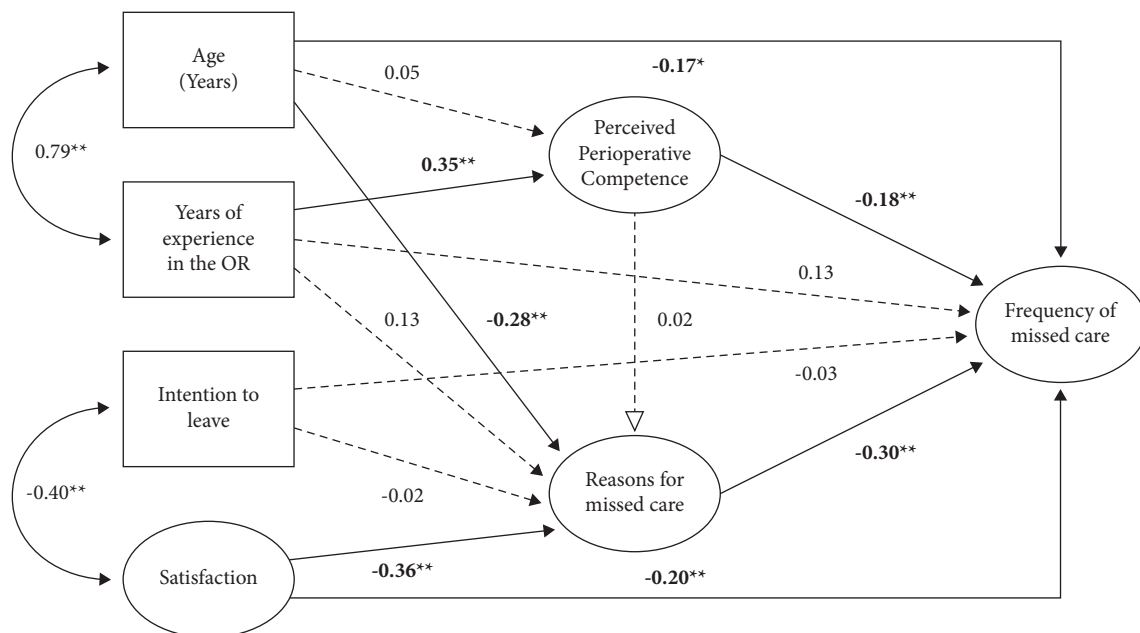 Age
(Years)
-0.17*
0.05
Perceived
Perioperative
Competence
0.79**
0.35**
Years of
experience
in the OR
-0.18**
0.13
Frequency of
missed care
0.13
-0.28**
0.02
-0.03
Intention to
leave
-0.30**
Reasons for
missed care
-0.40**
-0.02
Satisfaction
-0.36**
-0.20**